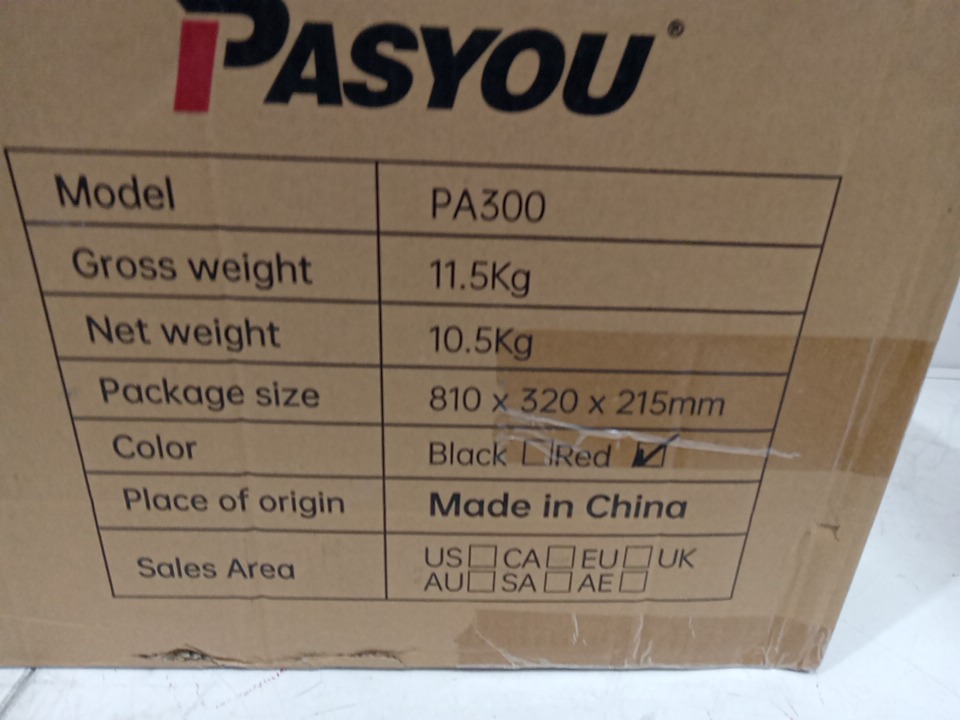 PASYOU®
Model PA300
Gross weight 11.5Kg
Net weight 10.5Kg
Package size 810 x 320 x 215mm
Color Black ☐ Red ☑
Place of origin Made in China
Sales Area US☐ CA☐ EU☐ UK
AU☐ SA☐ AE☐